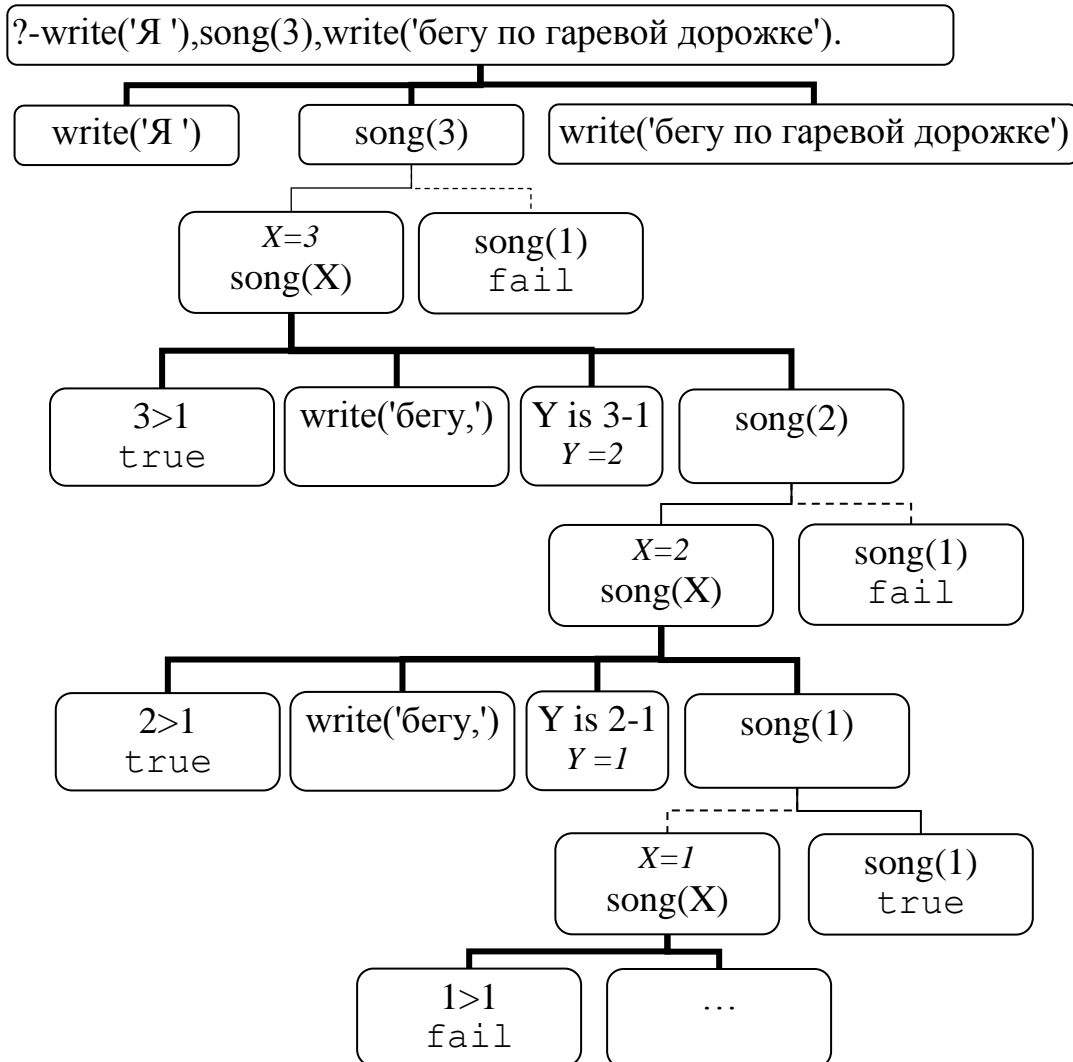 ?-write('Я '),song(3),write('бегу по гаревой дорожке').
write('Я ')
song(3)
write('бегу по гаревой дорожке')
X=3
song(X)
song(1)
fail
3>1
true
write('бегу,')
Y is 3-1
Y =2
song(2)
X=2
song(X)
song(1)
fail
2>1
true
write('бегу,')
Y is 2-1
Y =1
song(1)
X=1
song(X)
song(1)
true
1>1
fail
…